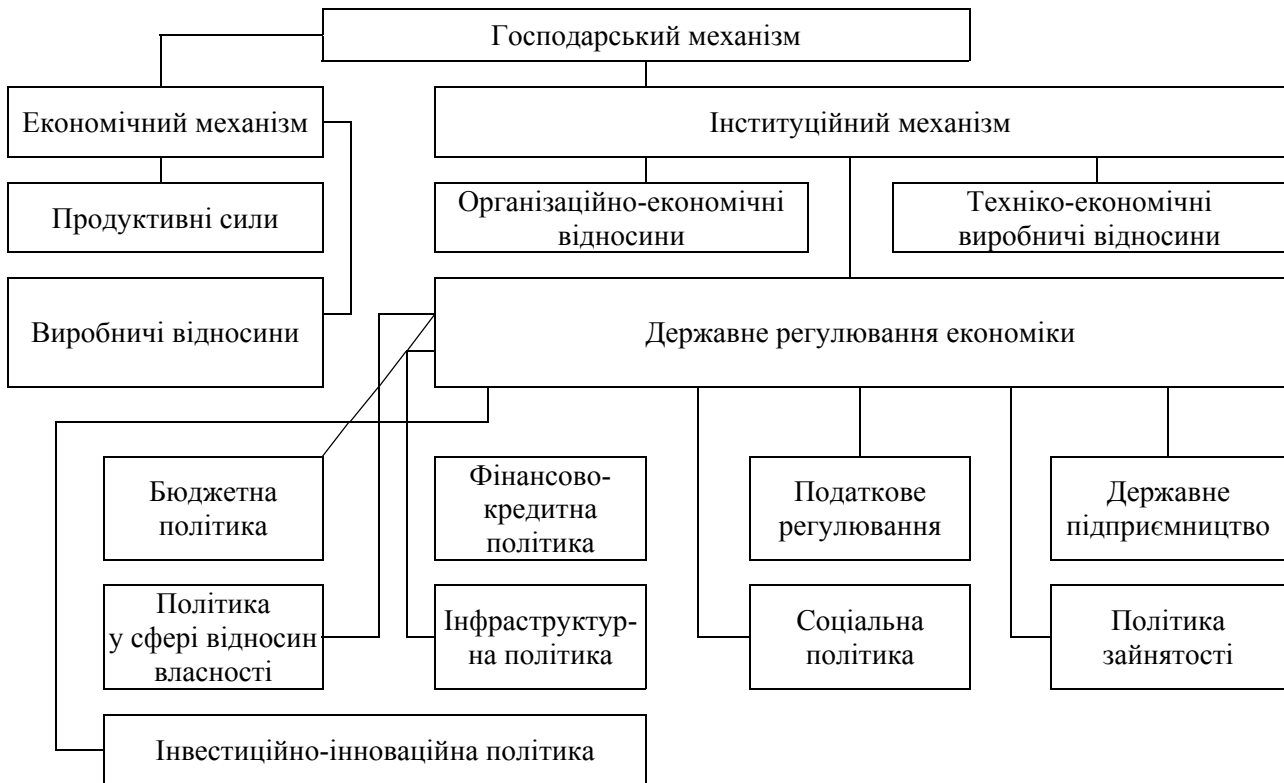 Господарський механізм
Економічний механізм
Інституційний механізм
Продуктивні сили
Організаційно-економічні
відносини
Техніко-економічні
виробничі відносини
Виробничі відносини
Державне регулювання економіки
Бюджетна
політика
Фінансово-
кредитна
політика
Податкове
регулювання
Державне
підприємництво
Політика
у сфері відносин
власності
Інфраструктур-
на політика
Соціальна
політика
Політика
зайнятості
Інвестиційно-інноваційна політика